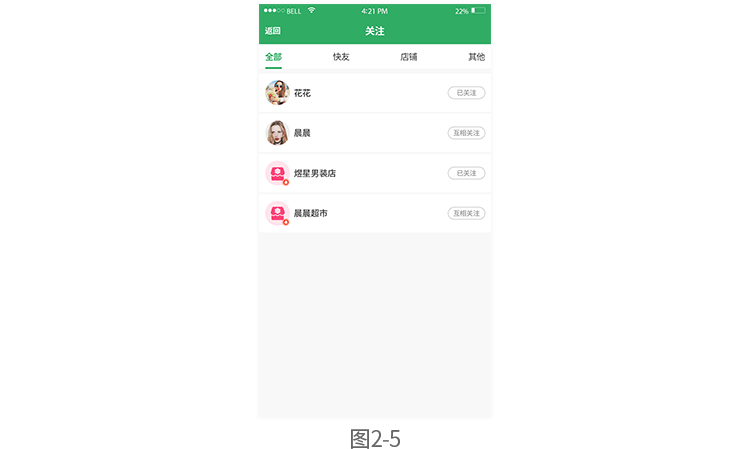 BELL 4:21 PM 22%
返回 关注
全部 快友 店铺 其他
花花 已关注
晨晨 互相关注
煜星男装店 已关注
晨晨超市 互相关注
图2-5